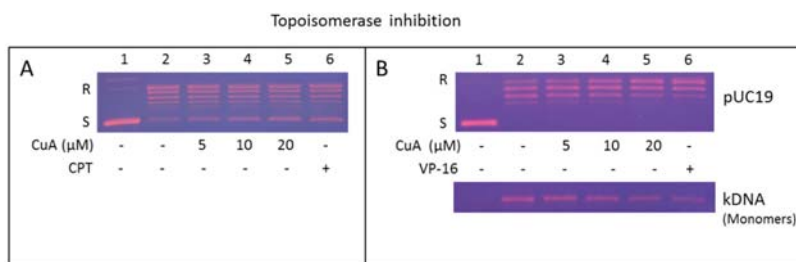 Topoisomerase inhibition
A
1 2 3 4 5 6
R
S
CuA (μM) - - 5 10 20 -
CPT - - - - - +
B
1 2 3 4 5 6
R
pUC19
S
CuA (μM) - - 5 10 20 -
VP-16 - - - - - +
kDNA
(Monomers)